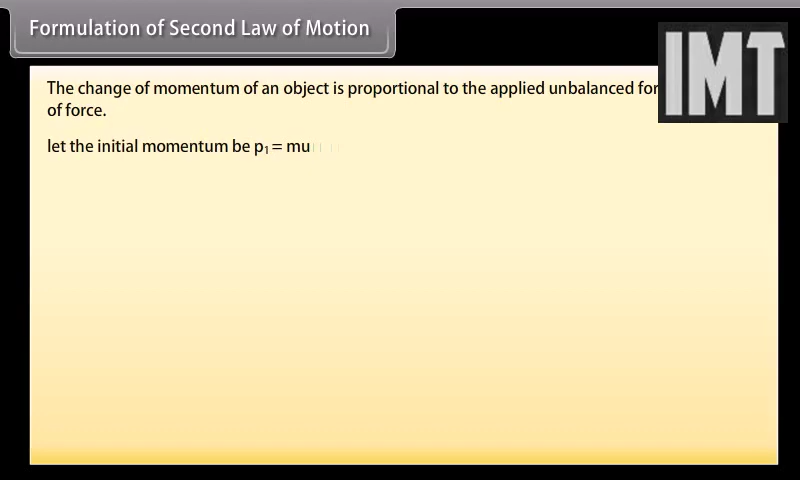 Formulation of Second Law of Motion
IMT
The change of momentum of an object is proportional to the applied unbalanced
of force.
let the initial momentum be p₁ = mu